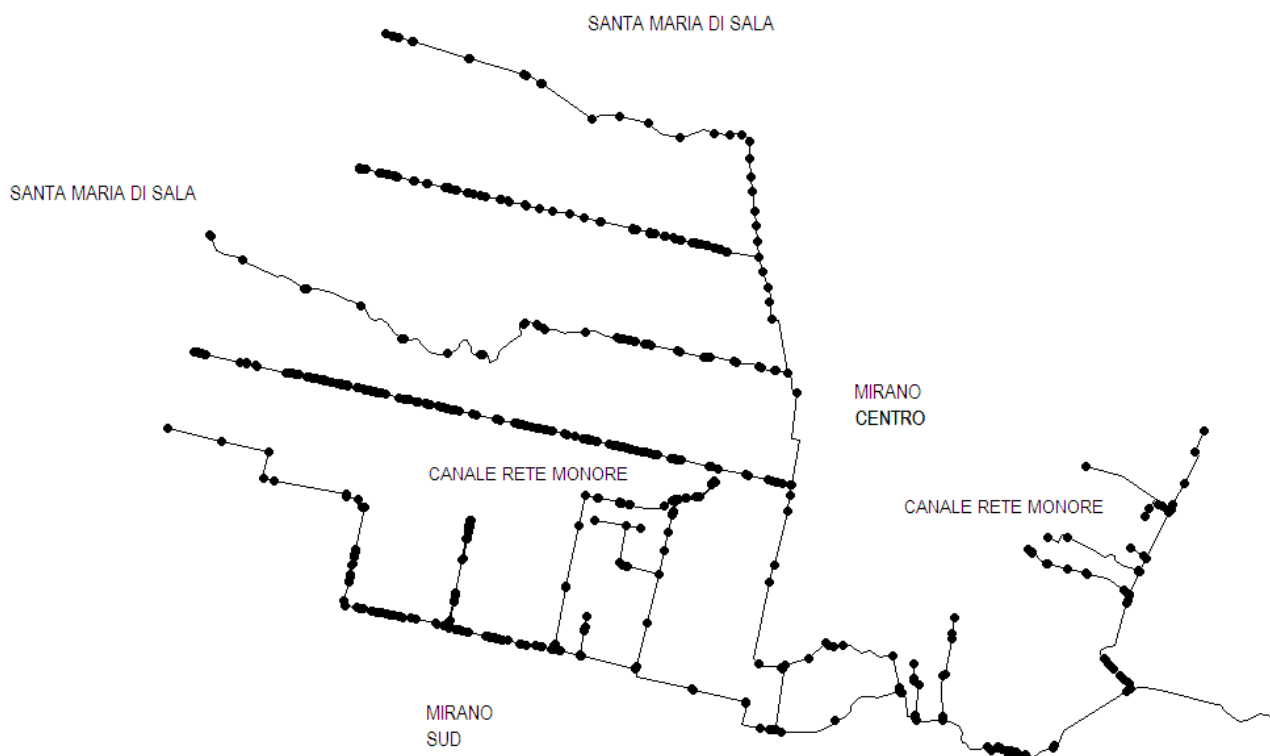 SANTA MARIA DI SALA
SANTA MARIA DI SALA
MIRANO
CENTRO
CANALE RETE MONORE
CANALE RETE MONORE
MIRANO
SUD